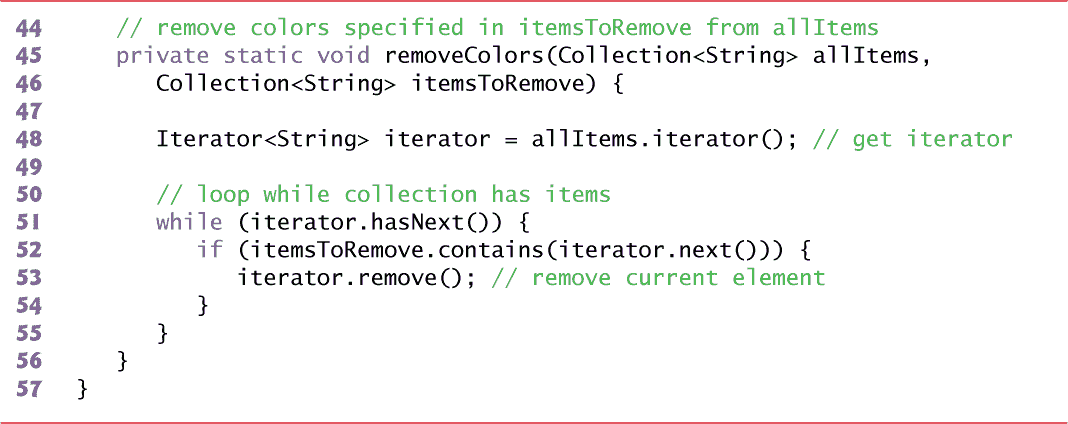 44 // remove colors specified in itemsToRemove from allItems
45 private static void removeColors(Collection<String> allItems,
46 Collection<String> itemsToRemove) {
47
48 Iterator<String> iterator = allItems.iterator(); // get iterator
49
50 // loop while collection has items
51 while (iterator.hasNext()) {
52 if (itemsToRemove.contains(iterator.next())) {
53 iterator.remove(); // remove current element
54 }
55 }
56 }
57 }